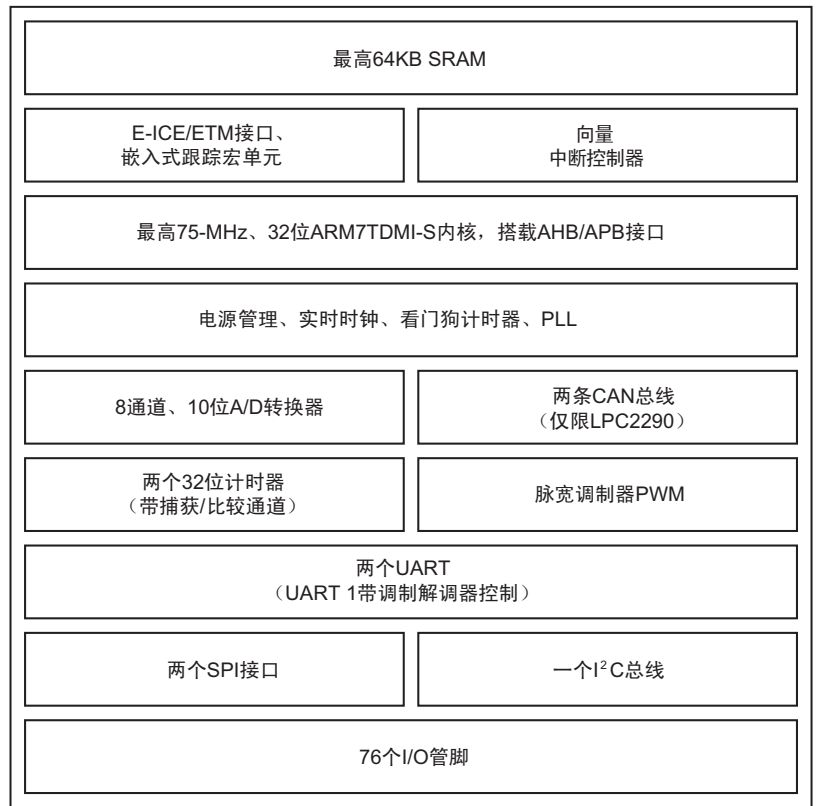 最高64KB SRAM
E-ICE/ETM接口、
嵌入式跟踪宏单元
向量
中断控制器
最高75-MHz、32位ARM7TDMI-S内核，搭载AHB/APB接口
电源管理、实时时钟、看门狗计时器、PLL
8通道、10位A/D转换器
两条CAN总线
（仅限LPC2290）
两个32位计时器
（带捕获/比较通道）
脉宽调制器PWM
两个UART
（UART 1带调制解调器控制）
两个SPI接口
一个I²C总线
76个I/O管脚